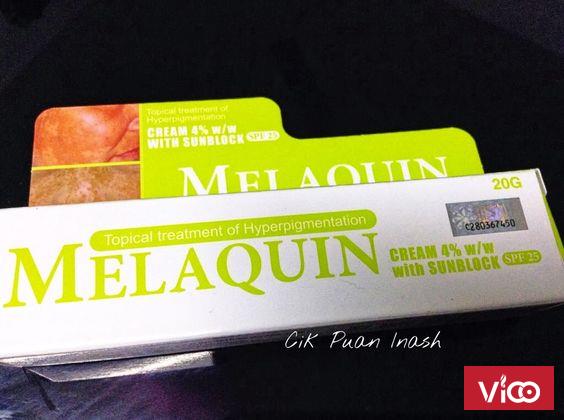 Topical treatment of
Hyperpigmentation
CREAM 4% w/w
WITH SUNBLOCK SPF 25
MELAQUIN
20G
Topical treatment of Hyperpigmentation
MELAQUIN
CREAM 4% w/w
with SUNBLOCK SPF 25
C280367450
Cik Puan Inash
Vico